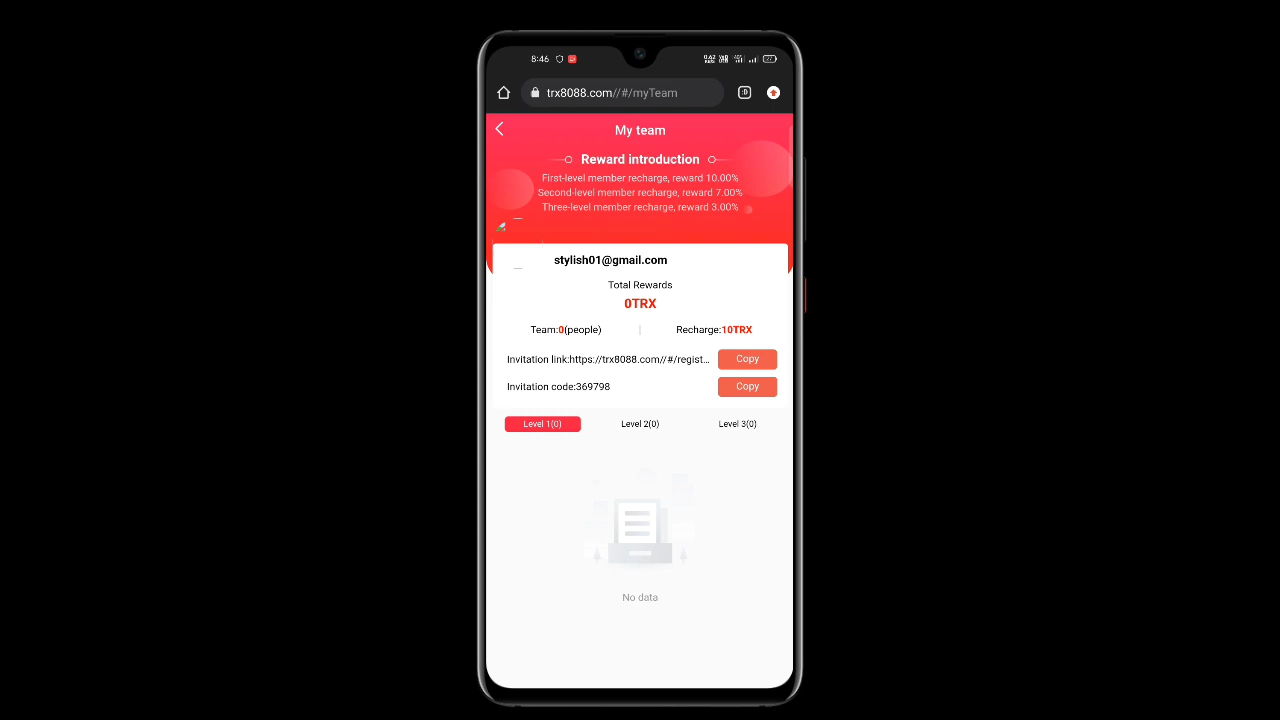 8:46
trx8088.com//#/myTeam
My team
Reward introduction
First-level member recharge, reward 10.00%
Second-level member recharge, reward 7.00%
Three-level member recharge, reward 3.00%
stylish01@gmail.com
Total Rewards
0TRX
Team:0(people) | Recharge:10TRX
Invitation link:https://trx8088.com//#/regist... Copy
Invitation code:369798 Copy
Level 1(0) Level 2(0) Level 3(0)
No data